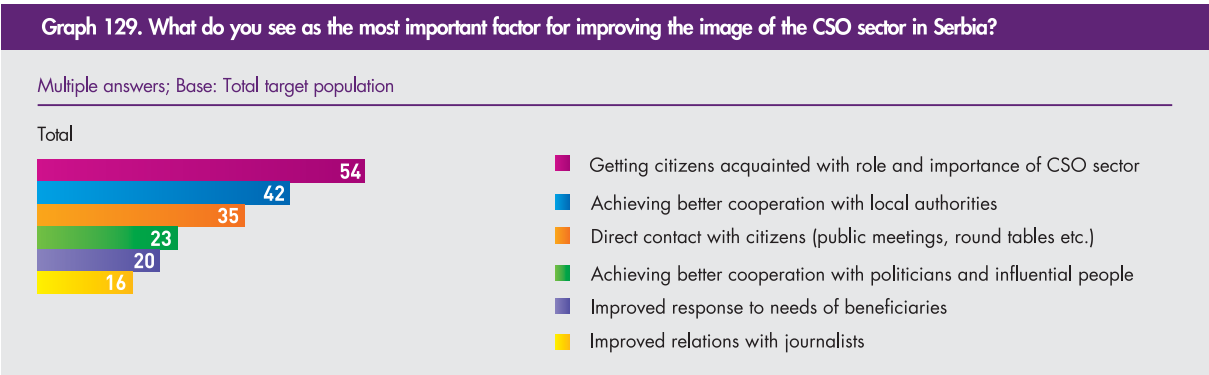 Graph 129. What do you see as the most important factor for improving the image of the CSO sector in Serbia?
Multiple answers; Base: Total target population
Total
54
42
35
23
20
16
Getting citizens acquainted with role and importance of CSO sector
Achieving better cooperation with local authorities
Direct contact with citizens (public meetings, round tables etc.)
Achieving better cooperation with politicians and influential people
Improved response to needs of beneficiaries
Improved relations with journalists